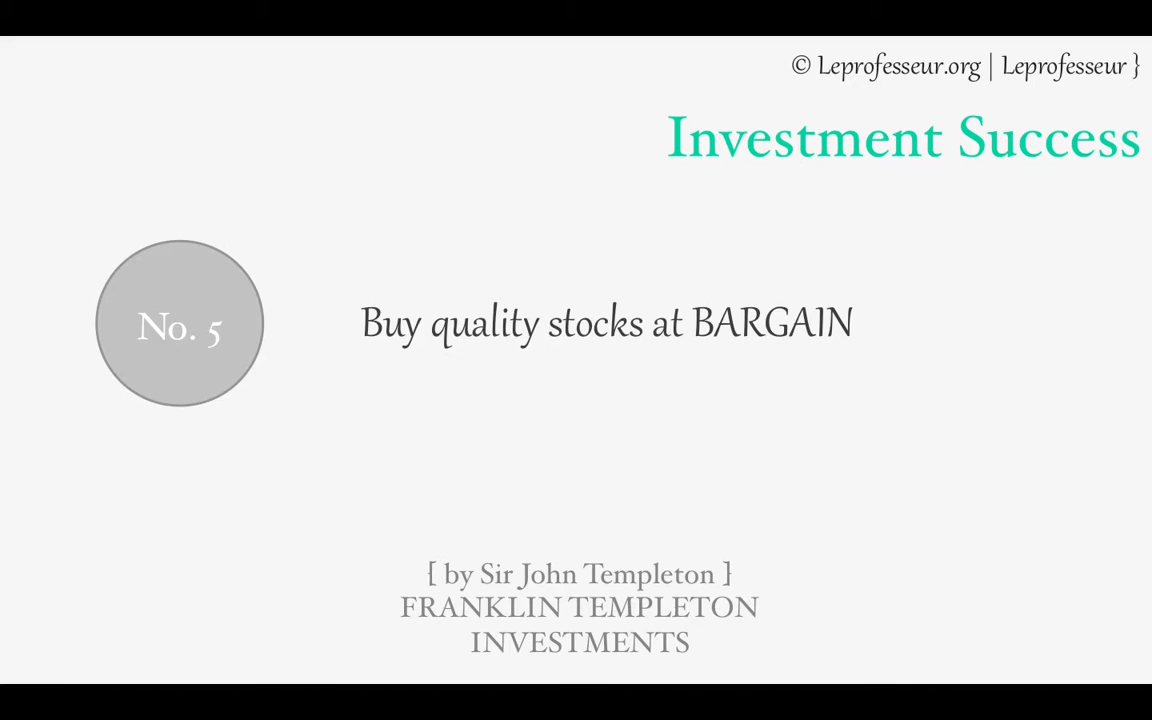 © Leprofesseur.org | Leprofesseur }
Investment Success
No. 5
Buy quality stocks at BARGAIN
{ by Sir John Templeton }
FRANKLIN TEMPLETON
INVESTMENTS